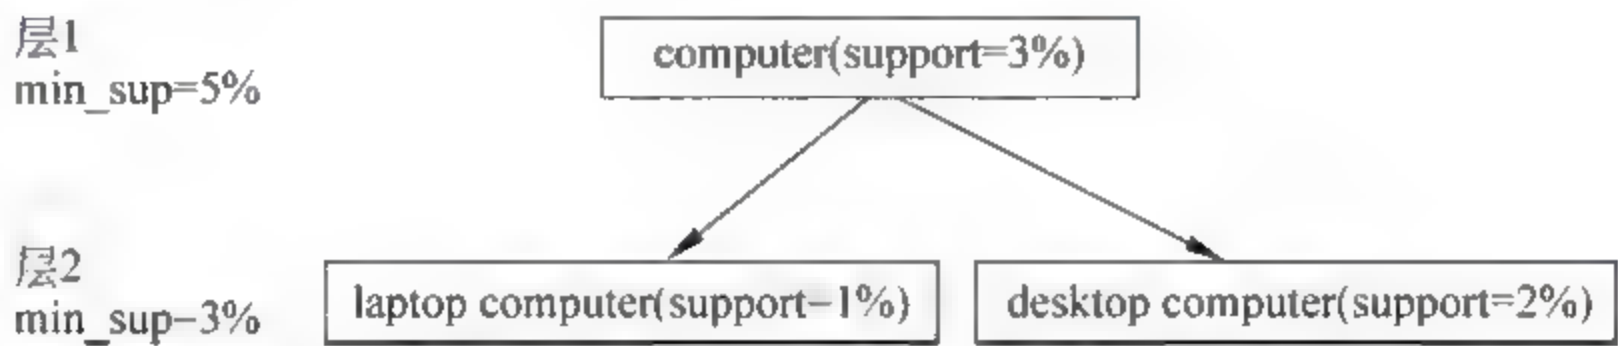 层1
min_sup=5%
computer(support=3%)
层2
min_sup-3%
laptop computer(support-1%)
desktop computer(support=2%)